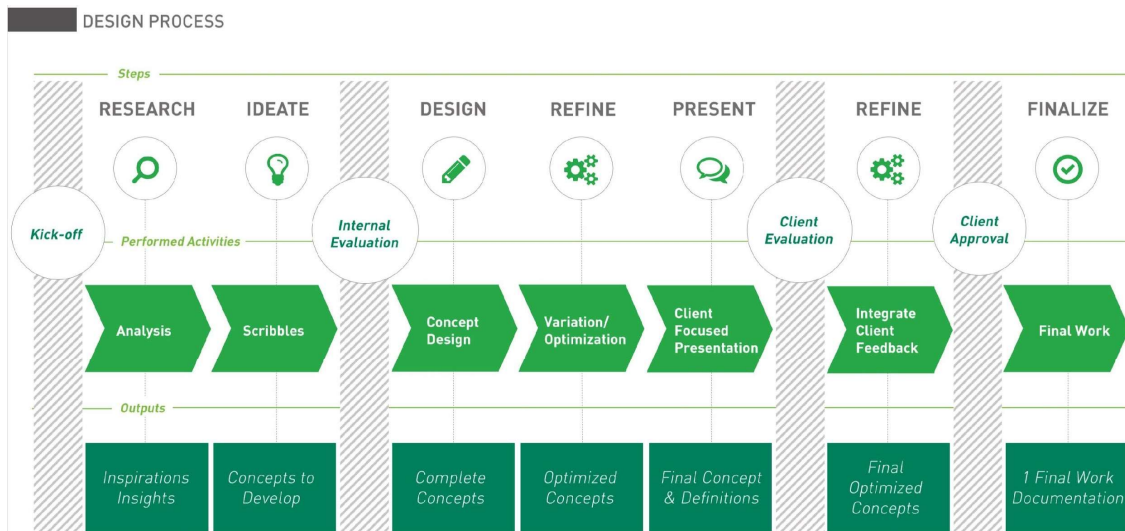 DESIGN PROCESS
Steps
RESEARCH
IDEATE
DESIGN
REFINE
PRESENT
REFINE
FINALIZE
Kick-off
Internal
Evaluation
Client
Evaluation
Client
Approval
Performed Activities
Analysis
Scribbles
Concept
Design
Variation/
Optimization
Client
Focused
Presentation
Integrate
Client
Feedback
Final Work
Outputs
Inspirations
Insights
Concepts to
Develop
Complete
Concepts
Optimized
Concepts
Final Concept
& Definitions
Final
Optimized
Concepts
1 Final Work
Documentation